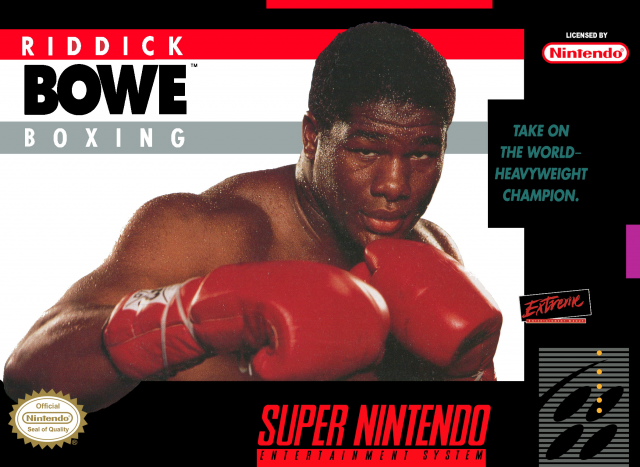 RIDDICK
BOWE™
BOXING
LICENSED BY
Nintendo®
TAKE ON
THE WORLD-
HEAVYWEIGHT
CHAMPION.
Extreme
Official
Nintendo
Seal of Quality
SUPER NINTENDO
ENTERTAINMENT SYSTEM